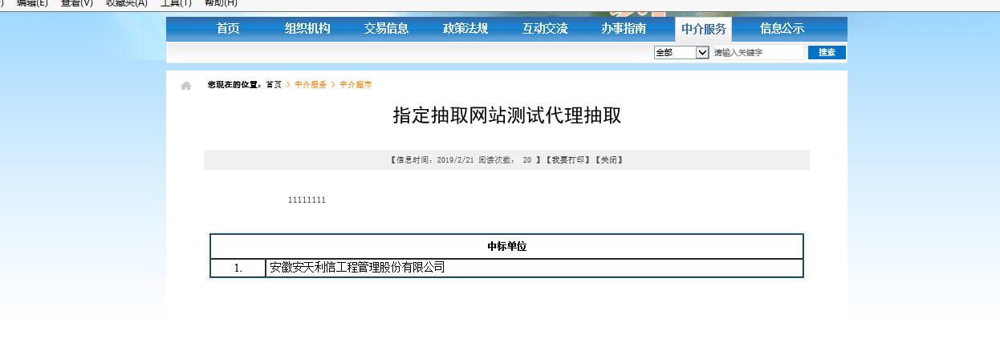 编辑(E) 查看(V) 收藏夹(A) 工具(T) 帮助(H)
首页 组织机构 交易信息 政策法规 互动交流 办事指南 中介服务 信息公示
全部 请输入关键字 搜索
您现在的位置：首页 > 中介服务 > 中介超市
指定抽取网站测试代理抽取
【信息时间：2019/2/21 阅读次数： 20 】【我要打印】【关闭】
11111111
中标单位
1. 安徽安天利信工程管理股份有限公司